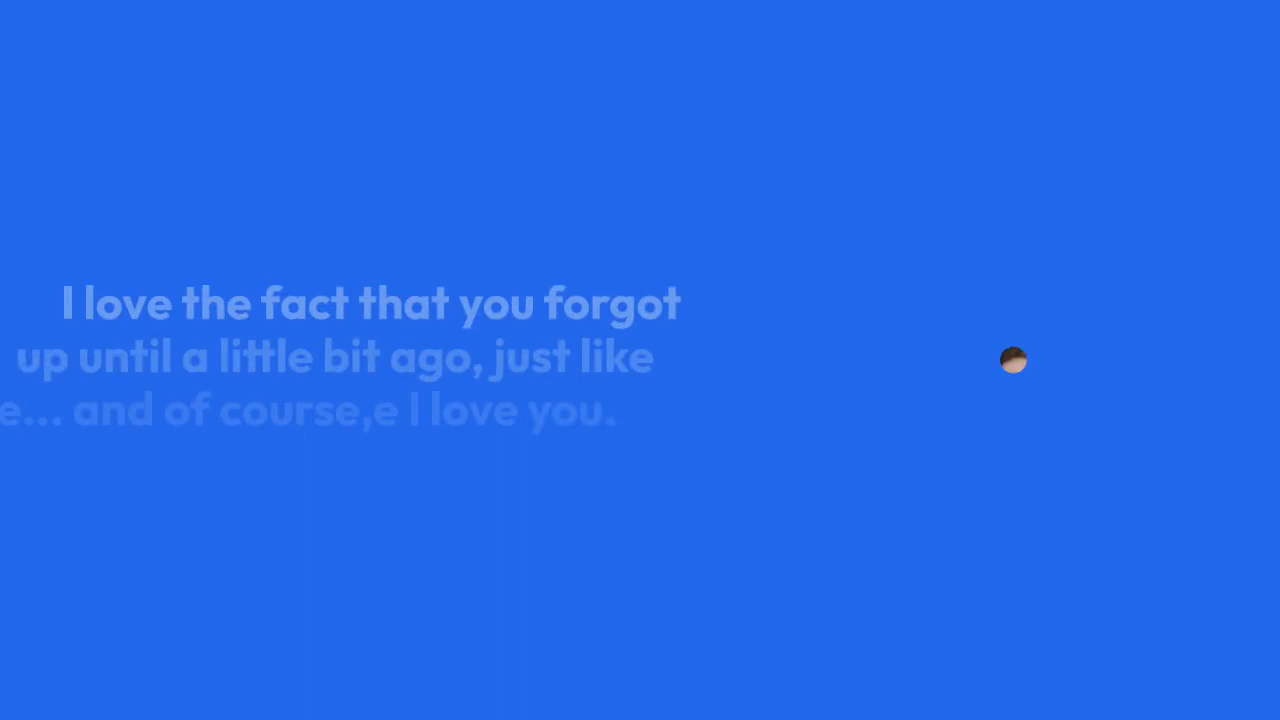 I love the fact that you forgot
up until a little bit ago, just like
e... and of course,e I love you.